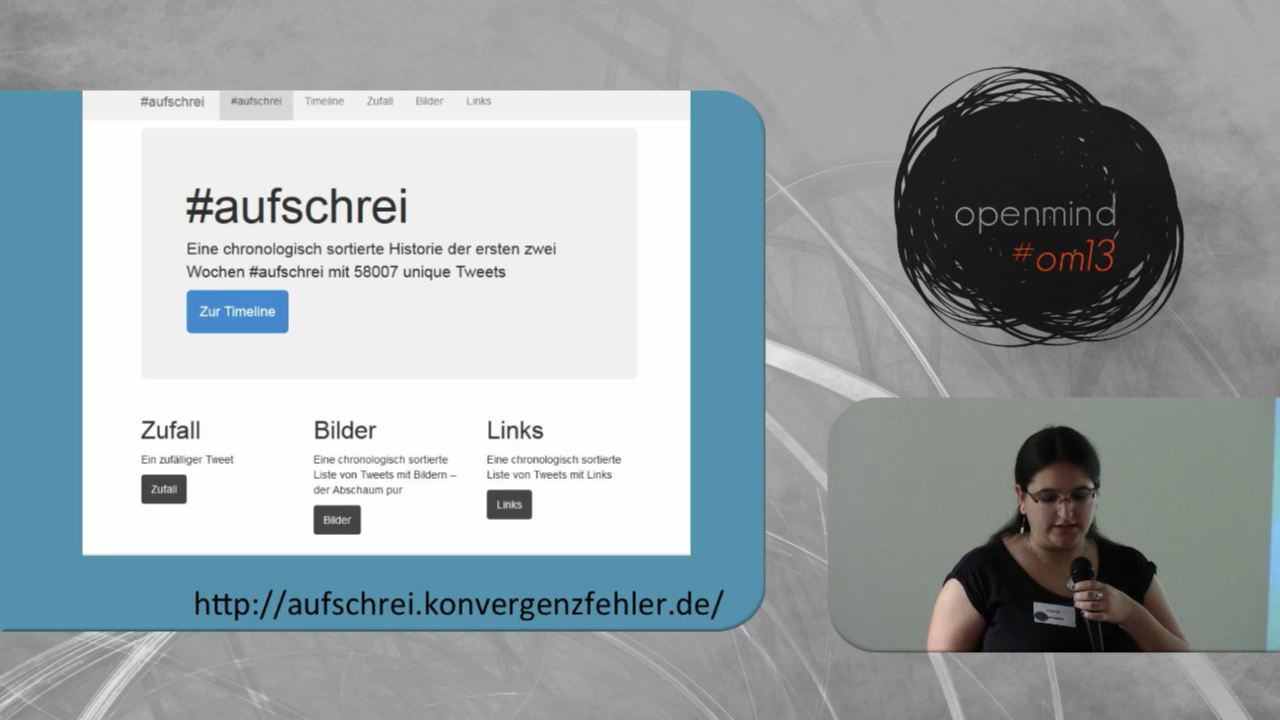 #aufschrei #aufschrei Timeline Zufall Bilder Links
#aufschrei
Eine chronologisch sortierte Historie der ersten zwei
Wochen #aufschrei mit 58007 unique Tweets
Zur Timeline
Zufall
Ein zufälliger Tweet
Zufall
Bilder
Eine chronologisch sortierte
Liste von Tweets mit Bildern –
der Abschaum pur
Bilder
Links
Eine chronologisch sortierte
Liste von Tweets mit Links
Links
http://aufschrei.konvergenzfehler.de/
openmind
#om13